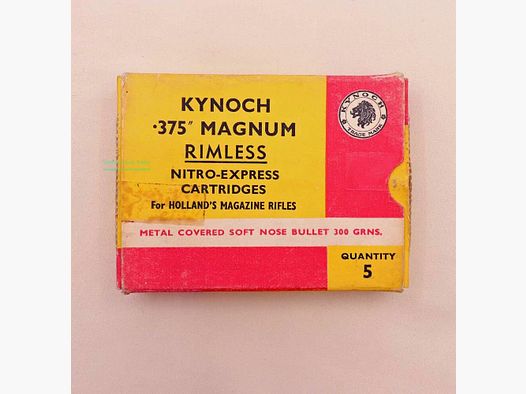 KYNOCH
·375″ MAGNUM
RIMLESS
NITRO-EXPRESS
CARTRIDGES
For HOLLAND'S MAGAZINE RIFLES
METAL COVERED SOFT NOSE BULLET 300 GRNS.
KYNOCH
TRADE MARK
QUANTITY
5